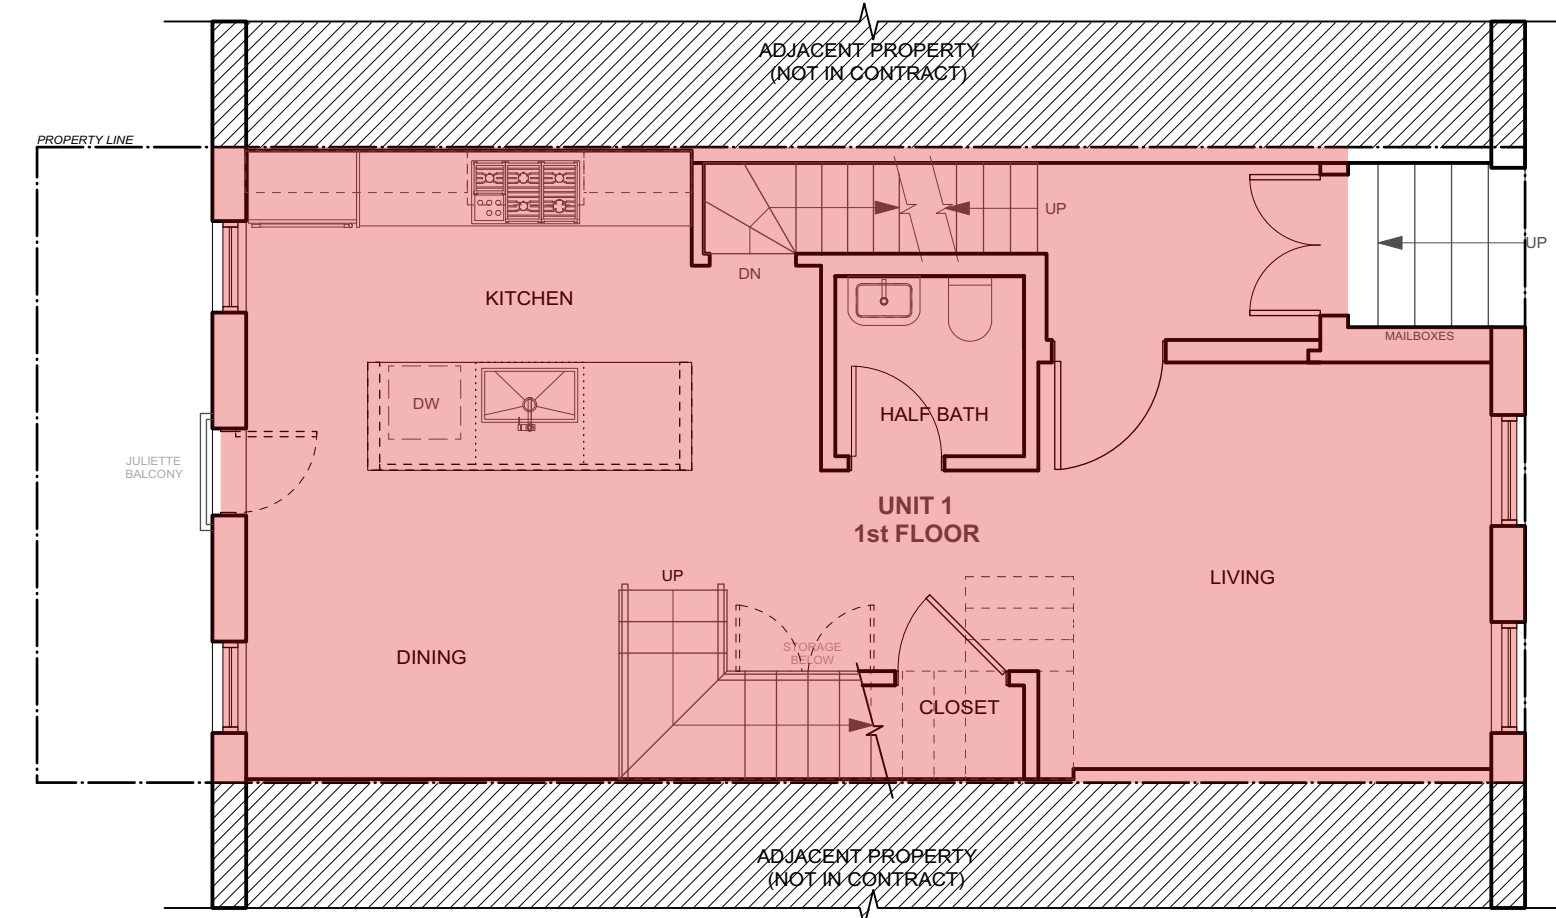 ADJACENT PROPERTY
(NOT IN CONTRACT)
PROPERTY LINE
UP
UP
DN
KITCHEN
MAILBOXES
DW
HALF BATH
JULIETTE
BALCONY
UNIT 1
1st FLOOR
UP
LIVING
STORAGE
BELOW
DINING
CLOSET
ADJACENT PROPERTY
(NOT IN CONTRACT)